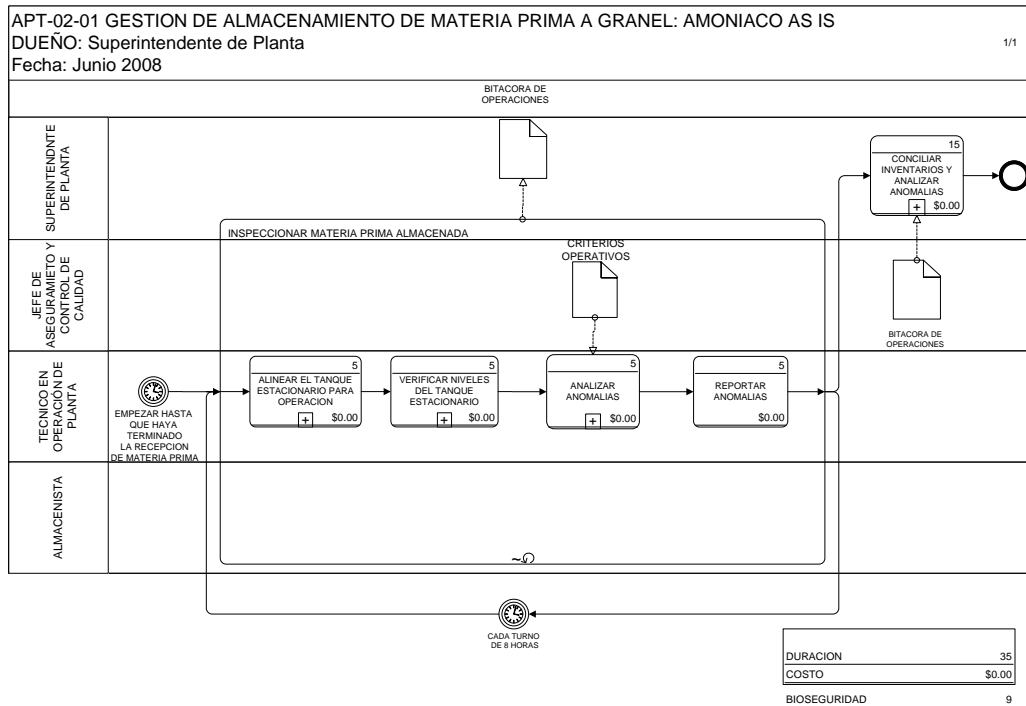 APT-02-01 GESTION DE ALMACENAMIENTO DE MATERIA PRIMA A GRANEL: AMONIACO AS IS
DUEÑO: Superintendente de Planta
1/1
Fecha: Junio 2008
BITACORA DE
OPERACIONES
SUPERINTENDNTE
DE PLANTA
15
CONCILIAR
INVENTARIOS Y
ANALIZAR
ANOMALIAS
+ $0.00
INSPECCIONAR MATERIA PRIMA ALMACENADA
JEFE DE
ASEGURAMIETO Y
CONTROL DE
CALIDAD
CRITERIOS
OPERATIVOS
BITACORA DE
OPERACIONES
TECNICO EN
OPERACIÓN DE
PLANTA
EMPEZAR HASTA
QUE HAYA
TERMINADO
LA RECEPCION
DE MATERIA PRIMA
5
ALINEAR EL TANQUE
ESTACIONARIO PARA
OPERACION
+ $0.00
5
VERIFICAR NIVELES
DEL TANQUE
ESTACIONARIO
+ $0.00
5
ANALIZAR
ANOMALIAS
+ $0.00
5
REPORTAR
ANOMALIAS
$0.00
ALMACENISTA
~
CADA TURNO
DE 8 HORAS
DURACION 35
COSTO $0.00
BIOSEGURIDAD 9